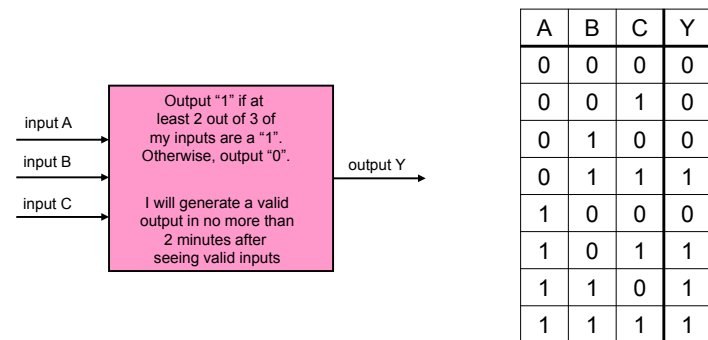 input A
input B
input C
Output “1” if at
least 2 out of 3 of
my inputs are a “1”.
Otherwise, output “0”.
I will generate a valid
output in no more than
2 minutes after
seeing valid inputs
output Y
A B C Y
0 0 0 0
0 0 1 0
0 1 0 0
0 1 1 1
1 0 0 0
1 0 1 1
1 1 0 1
1 1 1 1